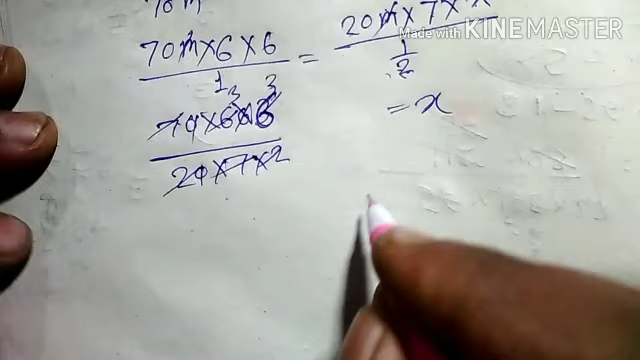 70m
70m×6×6 / 1 = 20m×7×x / 1/2
70×6×6 / 20×7×2 = x
3 3
Made with KINEMASTER